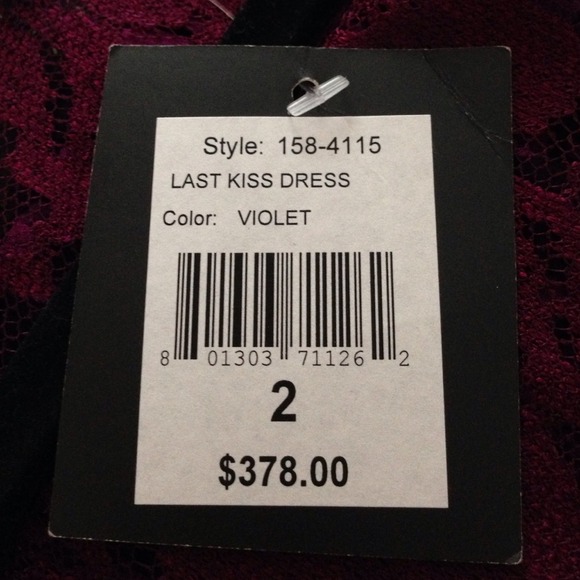 Style: 158-4115
LAST KISS DRESS
Color: VIOLET
8 01303 71126 2
2
$378.00